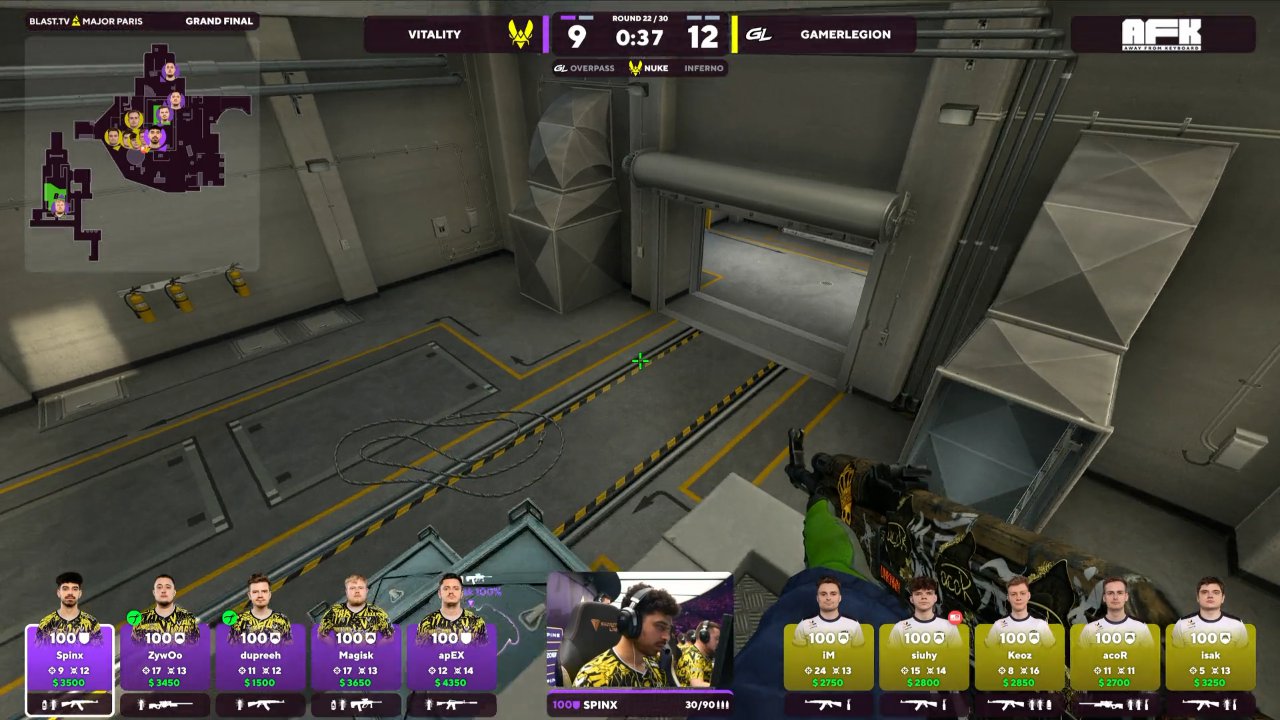 BLAST.TV MAJOR PARIS GRAND FINAL
VITALITY 9 ROUND 22 / 30 0:37 12 GL GAMERLEGION
AFK
AWAY FROM KEYBOARD
GL OVERPASS NUKE INFERNO
100%
100 100 100 100 100 100 100 100 100 100
Spinx ZywOo dupreeh Magisk apEX iM siuhy Keoz acoR isak
9 12 17 13 11 12 17 13 12 14 24 13 15 14 8 16 11 11 5 13
$3500 $3450 $1500 $3650 $4350 $2750 $2800 $2850 $2700 $3250
100 SPINX 30/90